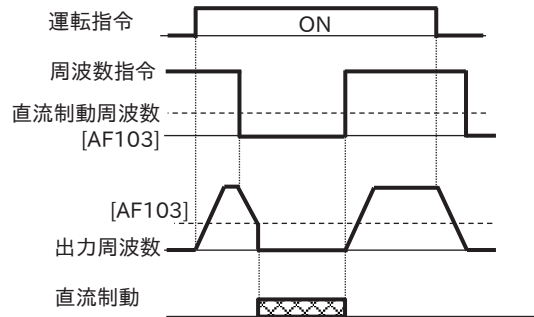 運転指令
ON
周波数指令
直流制動周波数
[AF103]
[AF103]
出力周波数
直流制動